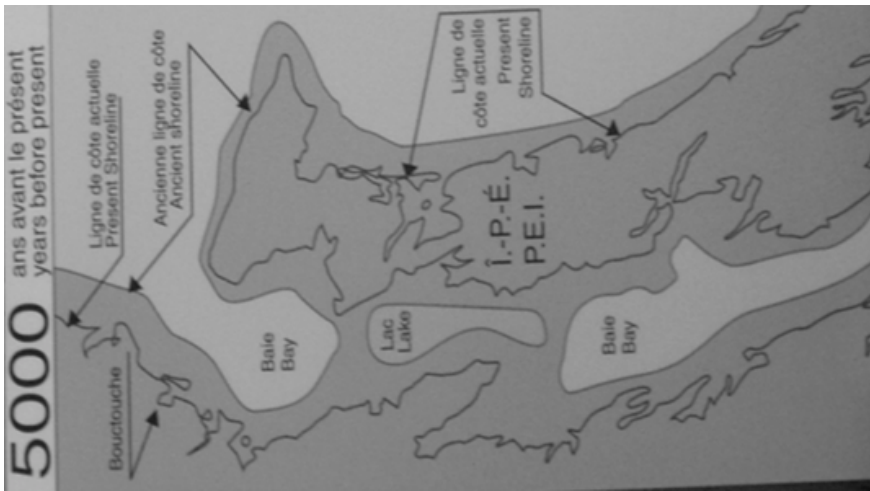 5000
ans avant le présent
years before present
Ligne de côte actuelle
Present Shoreline
Ancienne ligne de côte
Ancient shoreline
Ligne de
côte actuelle
Present
Shoreline
Bouctouche
Baie
Bay
Lac
Lake
Î.-P.-É.
P.E.I.
Baie
Bay